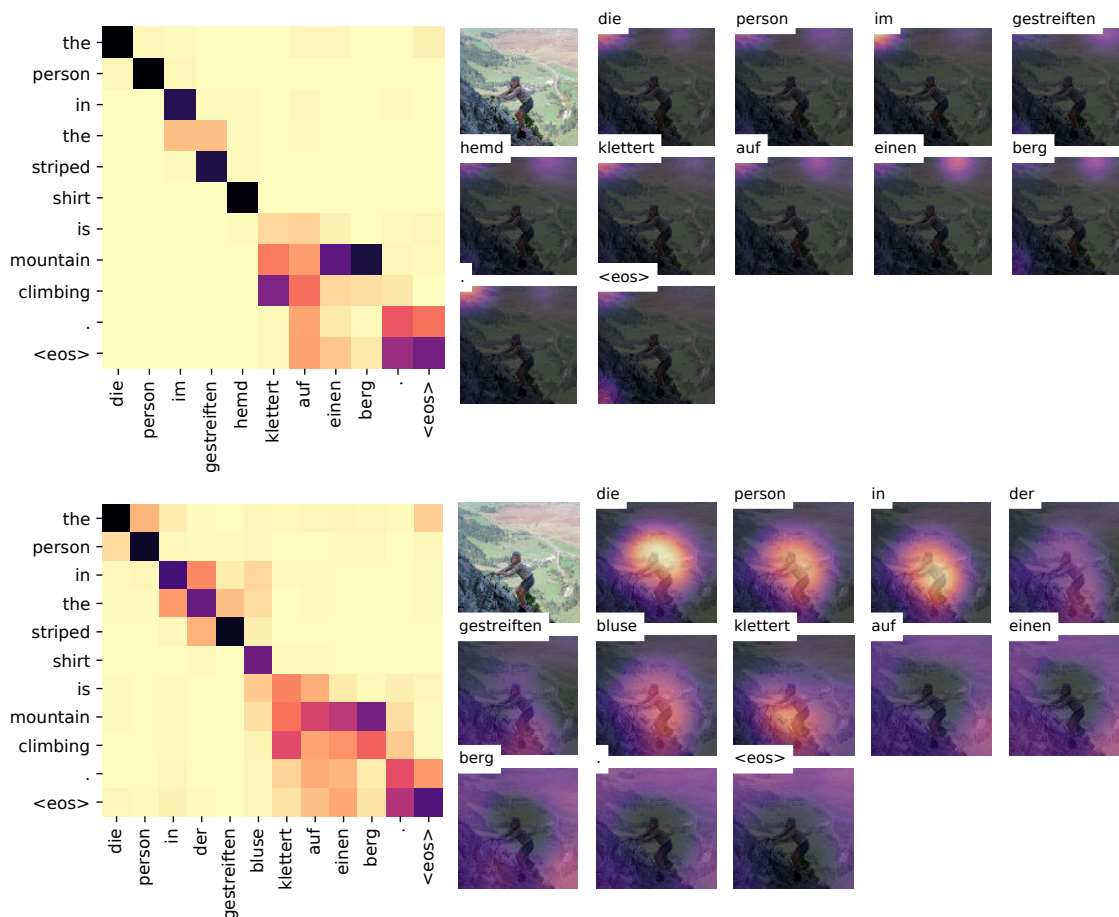 the
person
in
the
striped
shirt
is
mountain
climbing
.
<eos>
die
person
im
gestreiften
hemd
klettert
auf
einen
berg
.
<eos>
die person im gestreiften
hemd klettert auf einen berg
. <eos>
the
person
in
the
striped
shirt
is
mountain
climbing
.
<eos>
die
person
in
der
gestreiften
bluse
klettert
auf
einen
berg
.
<eos>
die person in der
gestreiften bluse klettert auf einen
berg . <eos>